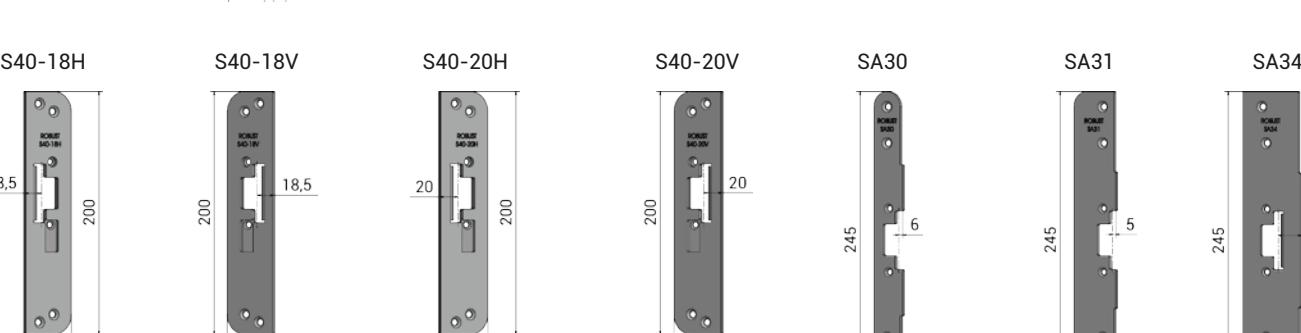 S40-18H S40-18V S40-20H S40-20V SA30 SA31 SA34
ROBUST ROBUST ROBUST ROBUST ROBUST ROBUST ROBUST
S40-18H S40-18V S40-20H S40-20V SA30 SA31 SA34
8,5 18,5 20 20 6 5
200 200 200 200 245 245 245